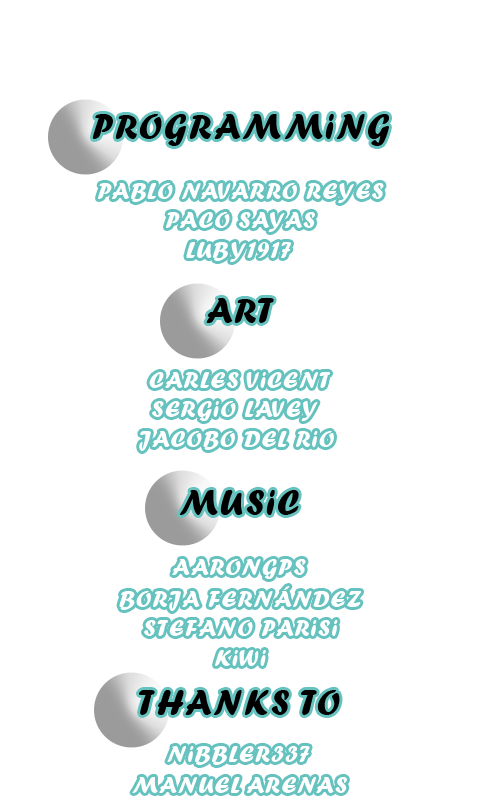 PROGRAMMiNG
PABLO NAVARRO REYES
PACO SAYAS
LUBY1917
ART
CARLES ViCENT
SERGiO LAVEY
JACOBO DEL RiO
MUSiC
AARONGPS
BORJA FERNÁNDEZ
STEFANO PARiSi
KiWi
THANKS TO
NiBBLER337
MANUEL ARENAS